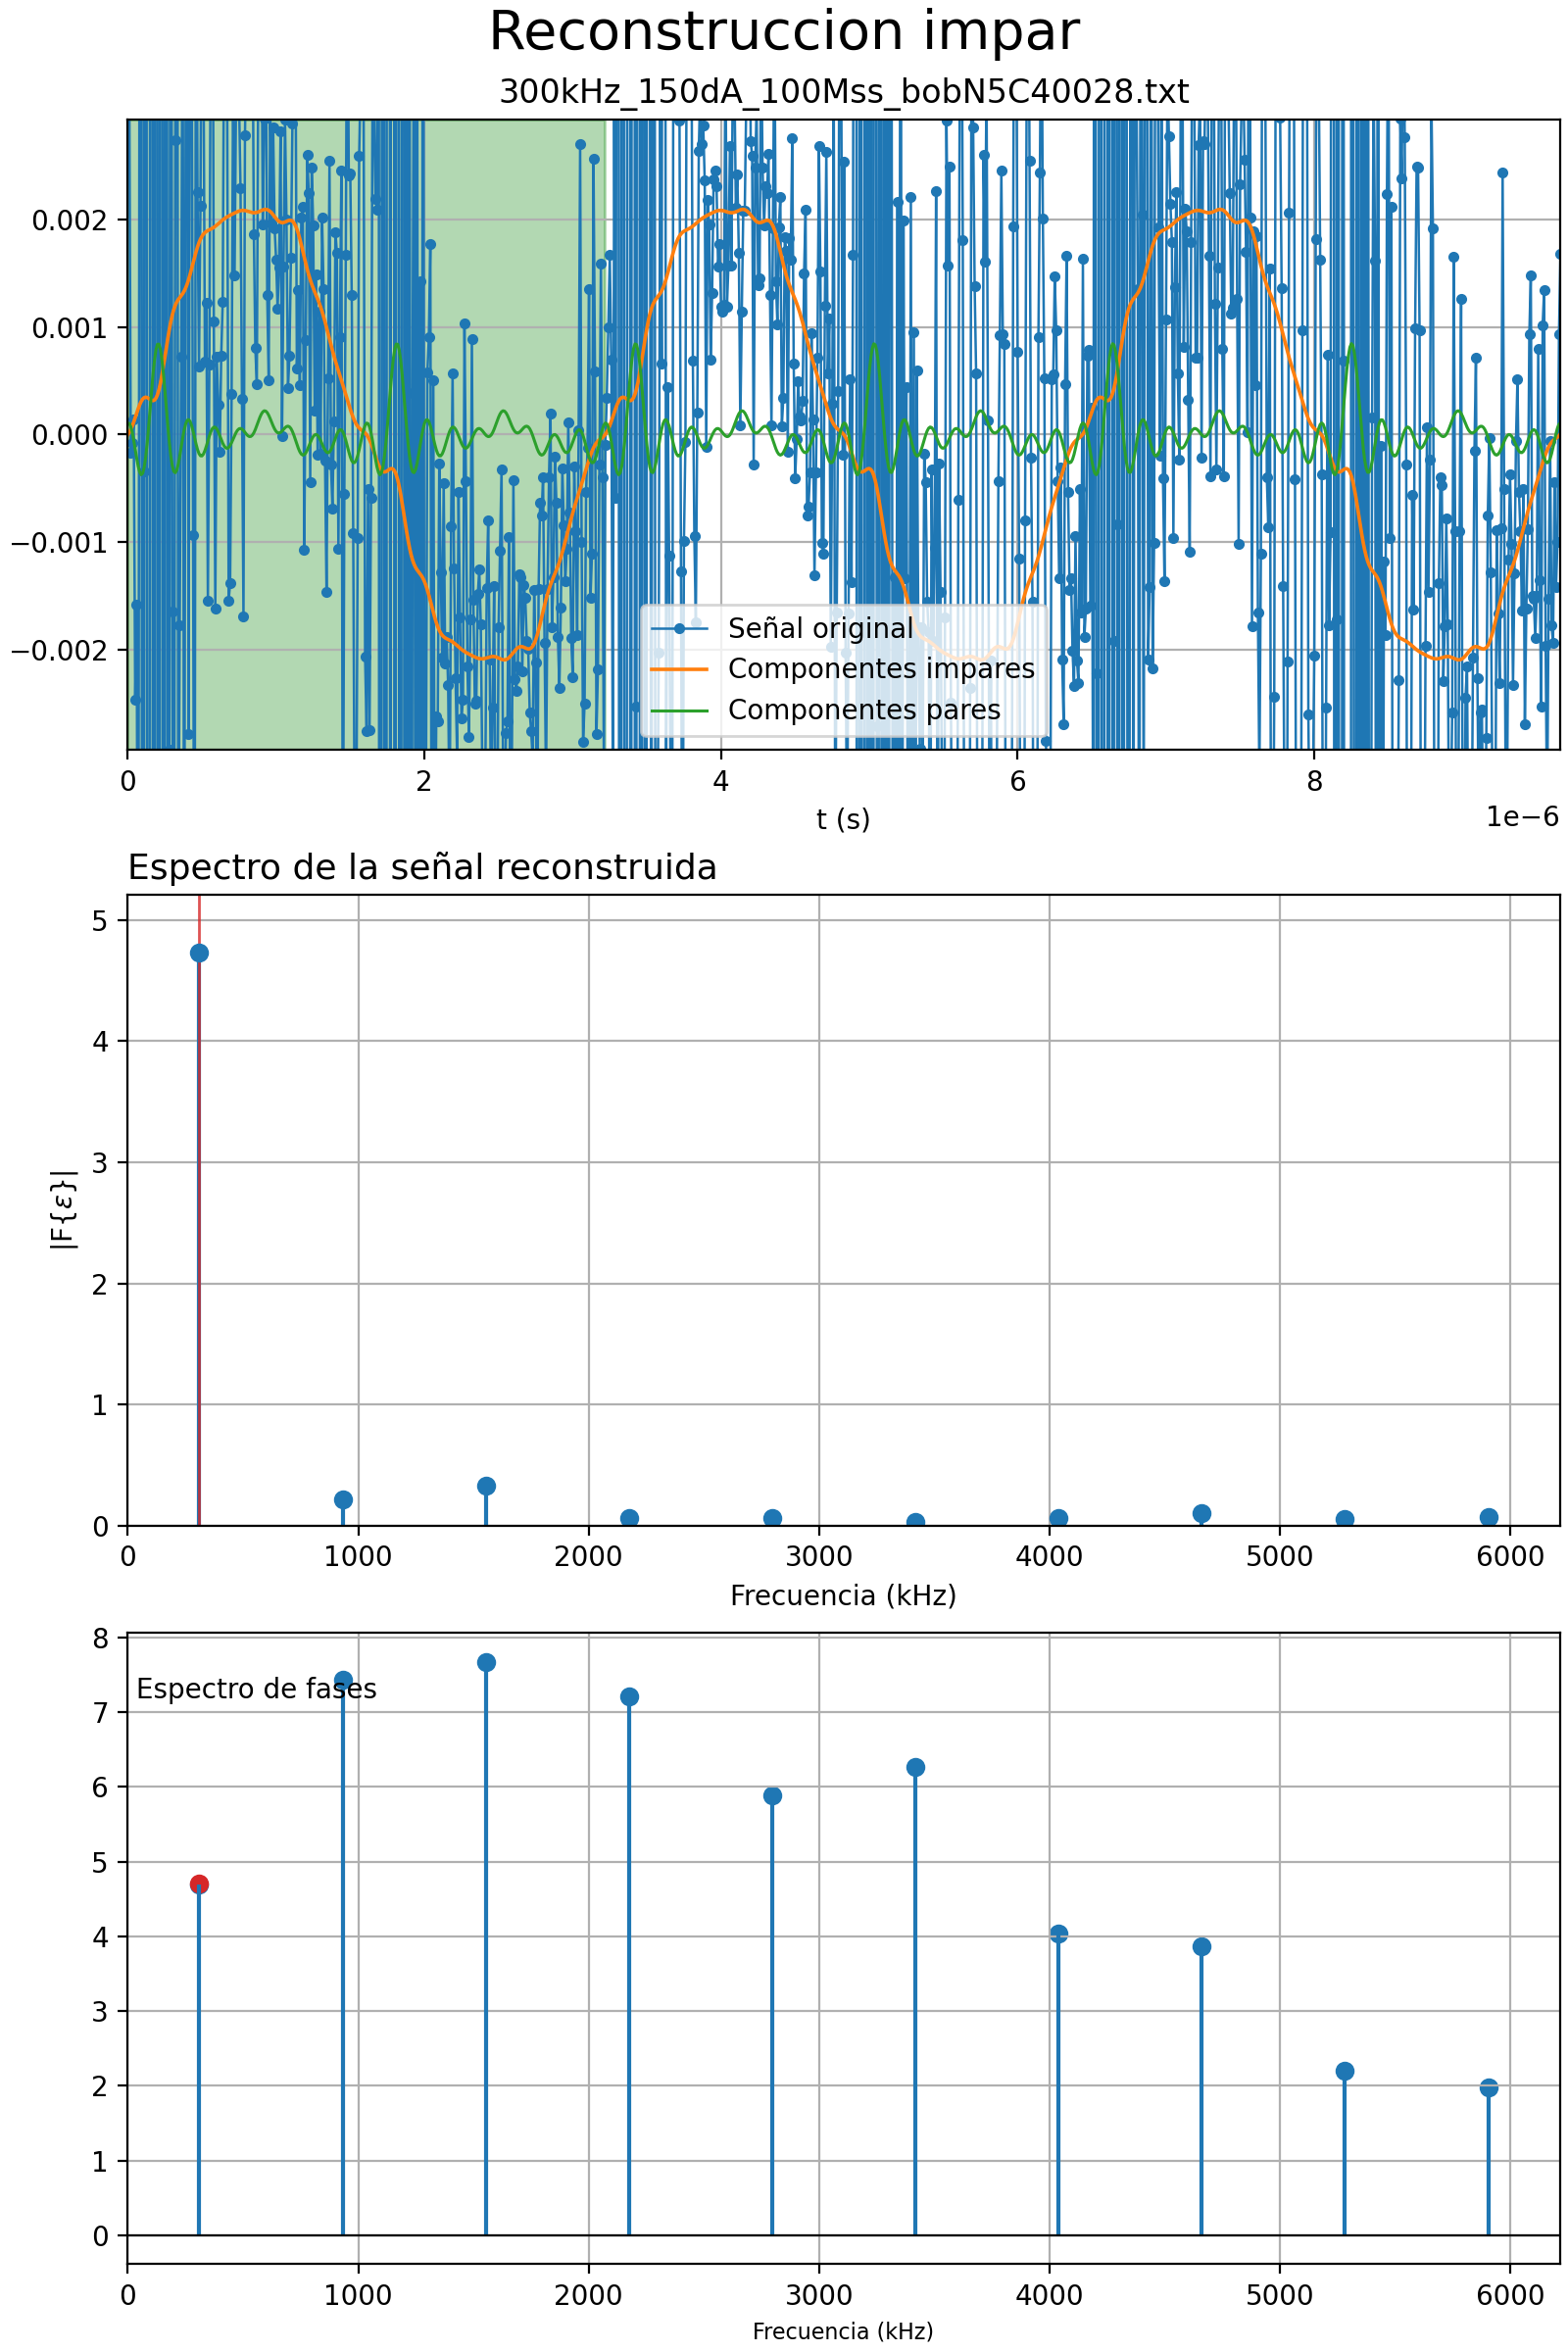 Reconstruccion impar
300kHz_150dA_100Mss_bobN5C40028.txt
0.002
0.001
0.000
−0.001
−0.002
Señal original
Componentes impares
Componentes pares
0 2 4 6 8
1e−6
t (s)
Espectro de la señal reconstruida
5
4
3
2
1
0
|F{ε}|
0 1000 2000 3000 4000 5000 6000
Frecuencia (kHz)
8
Espectro de fases
7
6
5
4
3
2
1
0
0 1000 2000 3000 4000 5000 6000
Frecuencia (kHz)